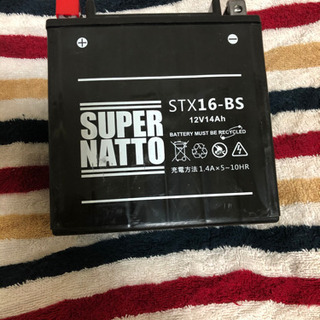 SUPER
NATTO
STX16-BS
12V14Ah
BATTERY MUST BE RECYCLED
充電方法 1.4A×5-10HR